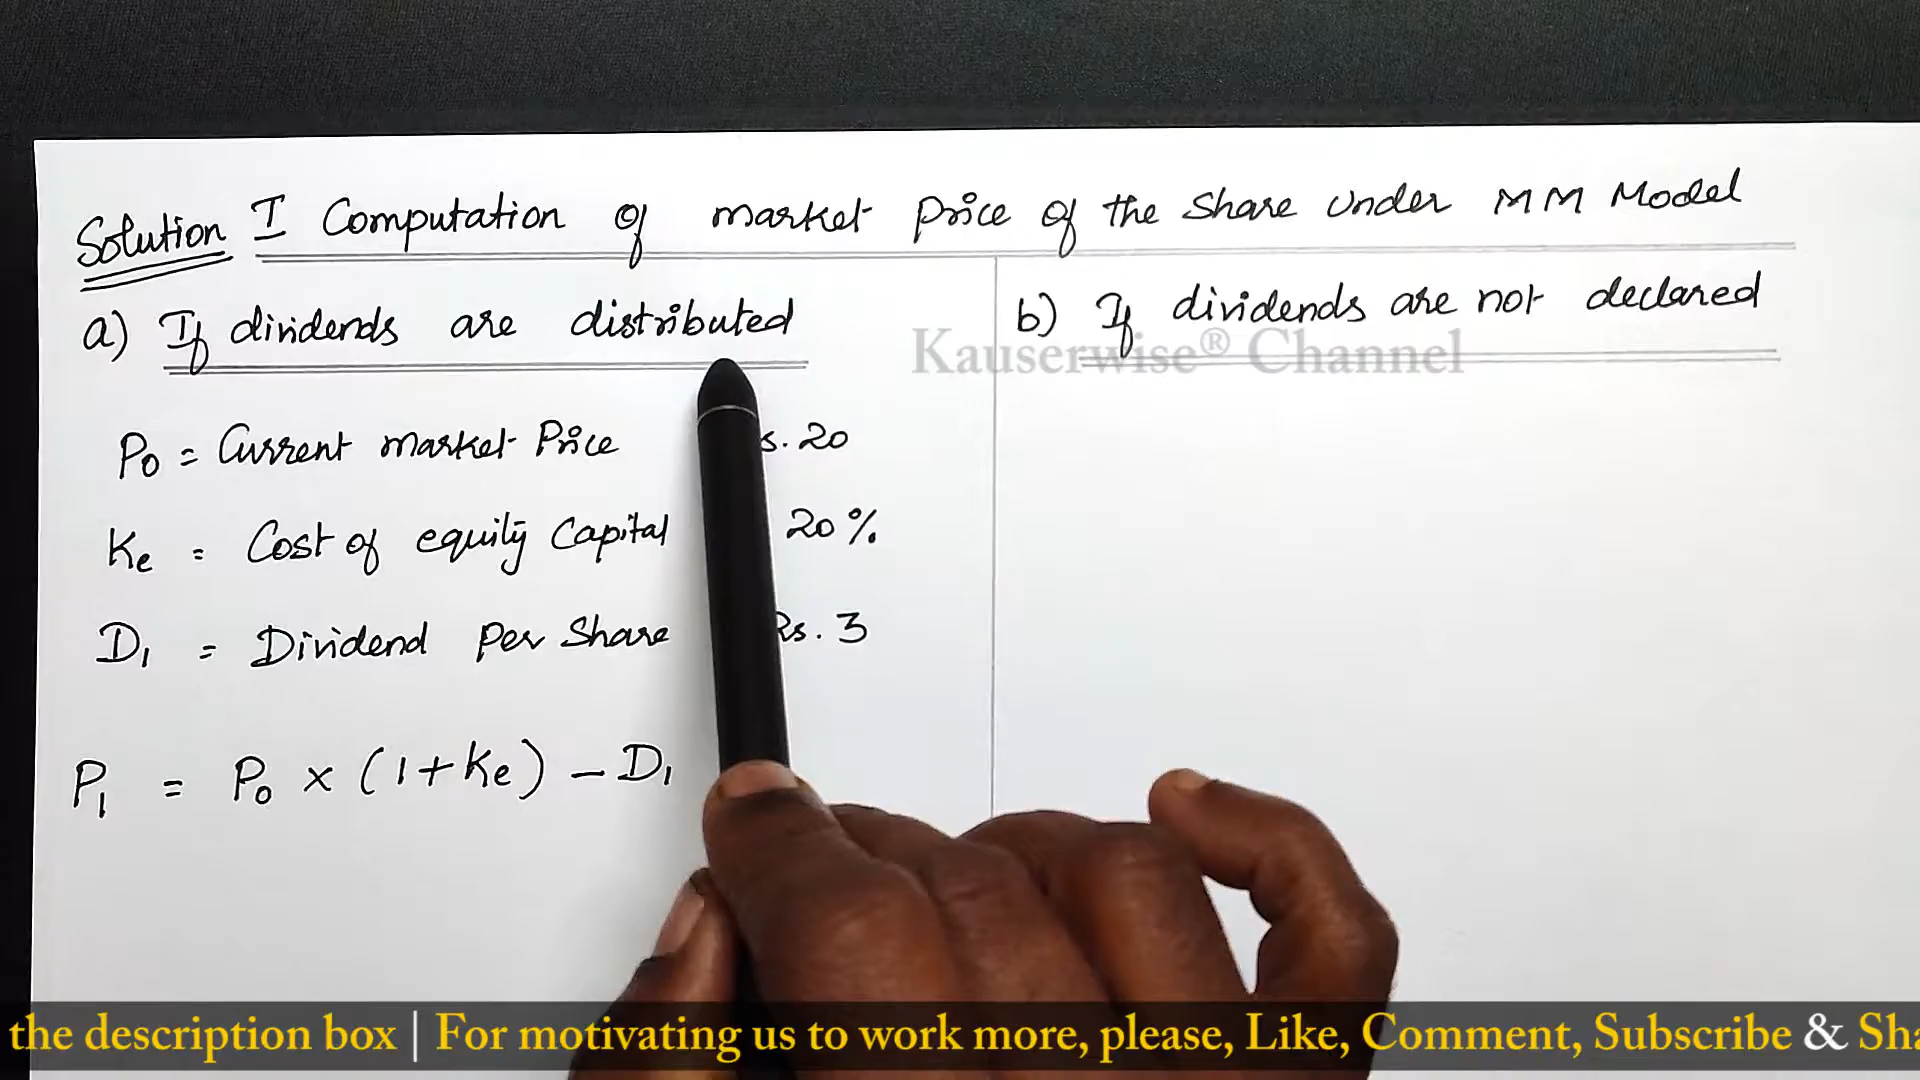 Solution I Computation of market Price of the Share Under MM Model
a) If dividends are distributed
P0 = Current market Price s. 20
Ke = Cost of equity Capital 20%
D1 = Dividend Per Share Rs. 3
P1 = P0 × (1+Ke) – D1
b) If dividends are not declared
Kauserwise® Channel
the description box | For motivating us to work more, please, Like, Comment, Subscribe & Sha